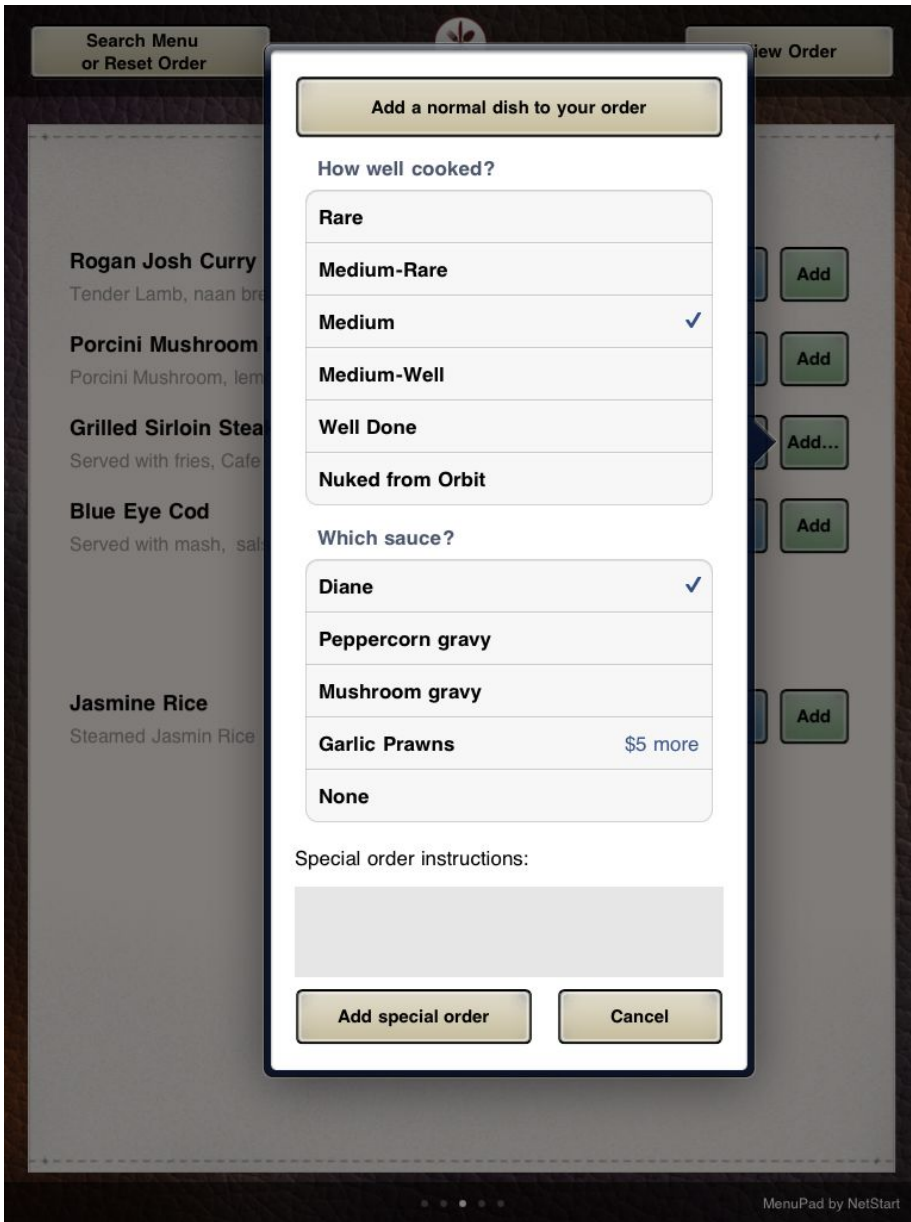 Search Menu
or Reset Order
iew Order
Add a normal dish to your order
How well cooked?
Rare
Medium-Rare
Medium
Medium-Well
Well Done
Nuked from Orbit
Which sauce?
Diane
Peppercorn gravy
Mushroom gravy
Garlic Prawns $5 more
None
Special order instructions:
Add special order
Cancel
Rogan Josh Curry
Tender Lamb, naan bre
Add
Porcini Mushroom
Porcini Mushroom, lem
Add
Grilled Sirloin Stea
Served with fries, Cafe
Add...
Blue Eye Cod
Served with mash, sals
Add
Jasmine Rice
Steamed Jasmin Rice
Add
MenuPad by NetStart